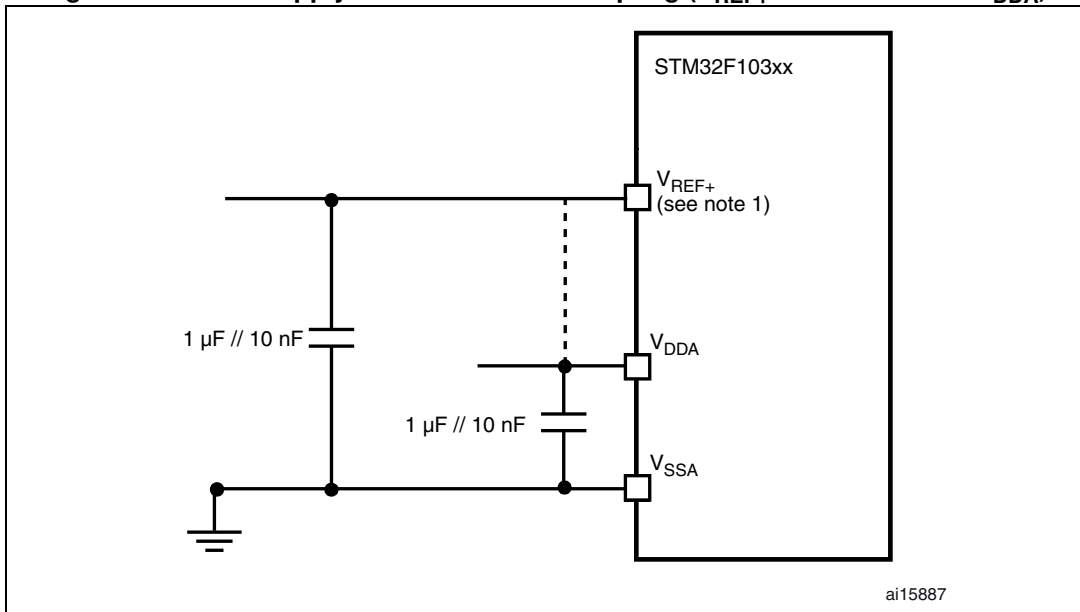 STM32F103xx
VREF+
(see note 1)
1 µF // 10 nF
VDDA
1 µF // 10 nF
VSSA
ai15887